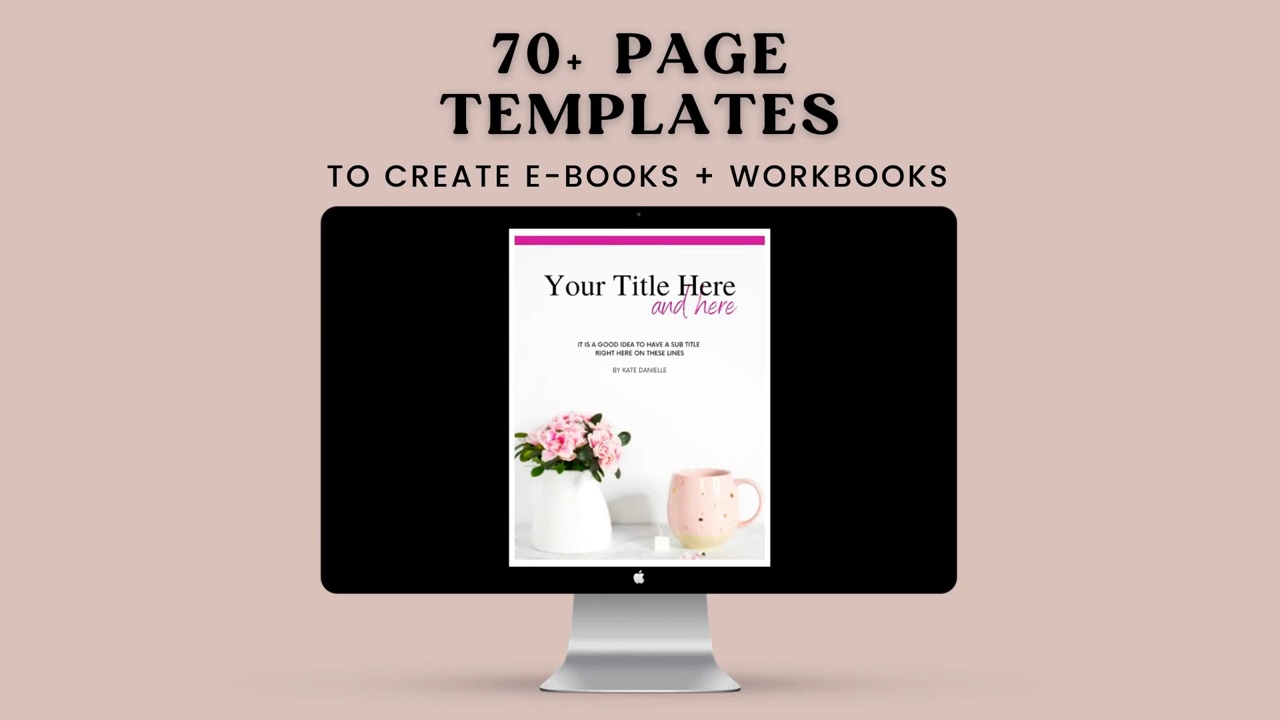 70+ PAGE
TEMPLATES
TO CREATE E-BOOKS + WORKBOOKS
Your Title Here
and here
IT IS A GOOD IDEA TO HAVE A SUB TITLE
RIGHT HERE ON THESE LINES
BY KATE DANIELLE